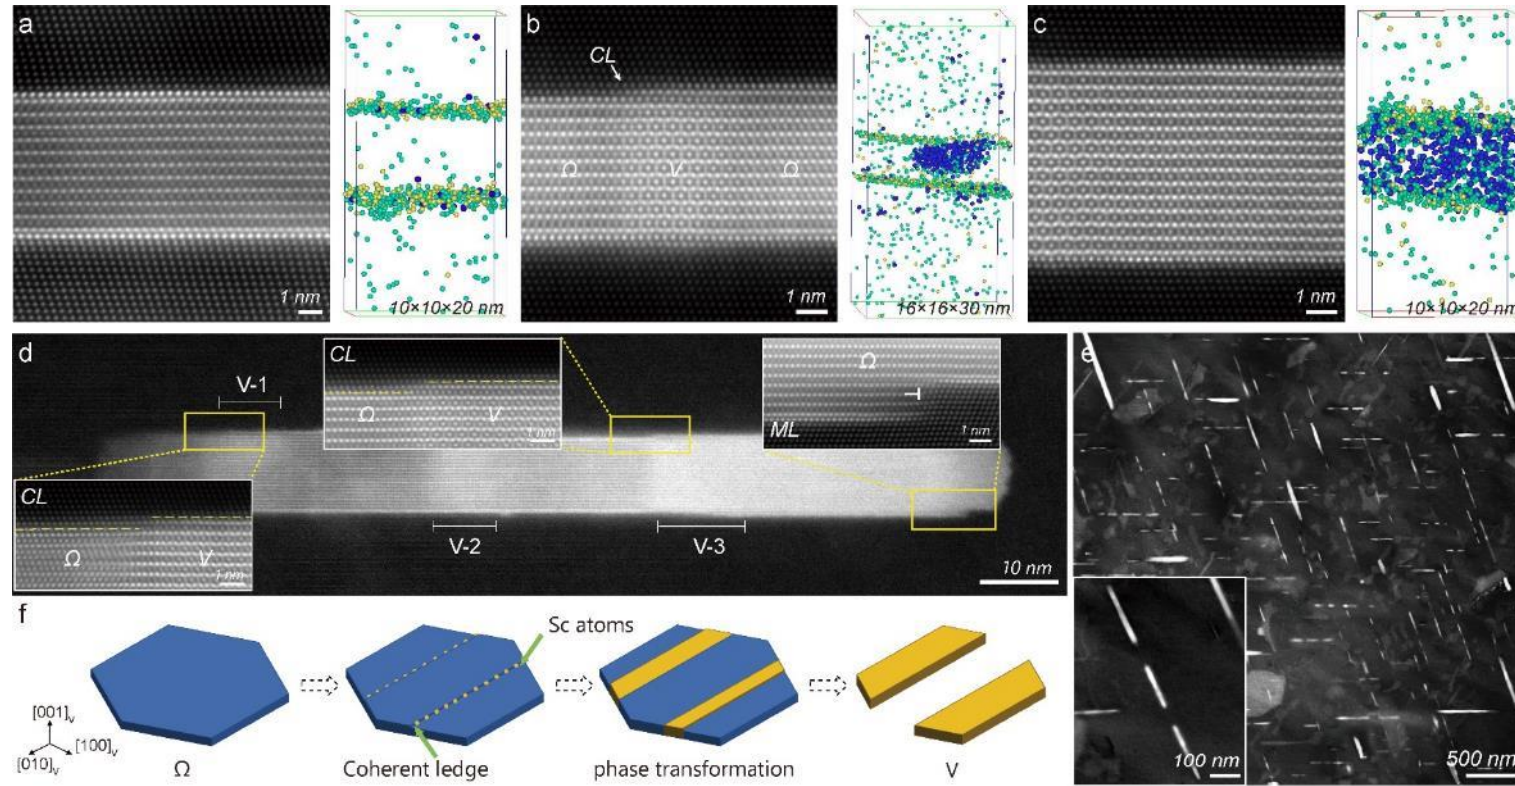 a
1 nm
10×10×20 nm
b
CL
Ω
V
Ω
1 nm
16×16×30 nm
c
1 nm
10×10×20 nm
d
V-1
CL
Ω
V
1 nm
Ω
ML
1 nm
CL
Ω
V
1 nm
V-2
V-3
10 nm
e
100 nm
500 nm
f
Sc atoms
[001]v
[100]v
[010]v
Ω
Coherent ledge
phase transformation
V